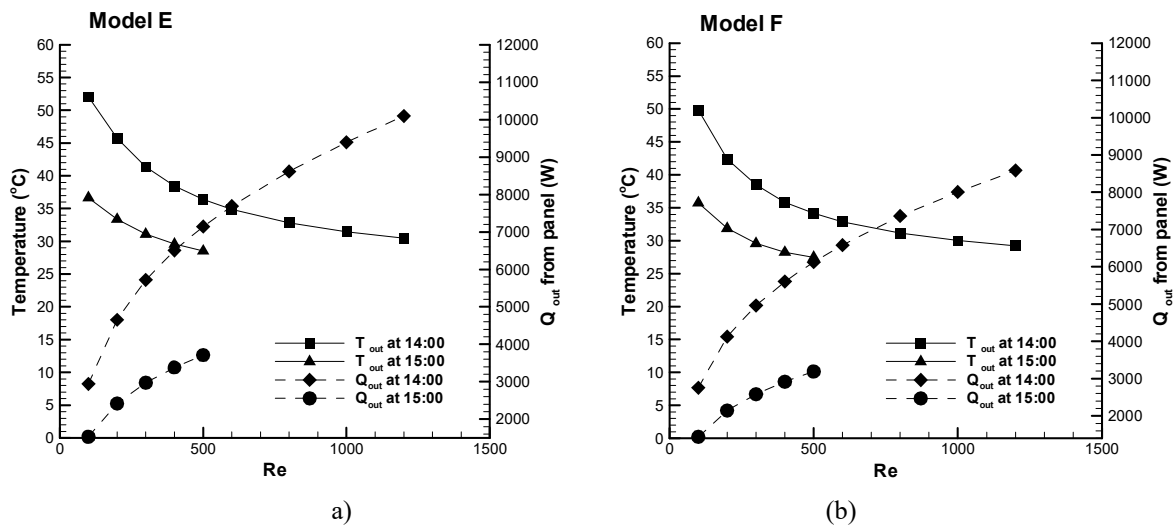 Model E
60
55
50
45
40
35
30
25
20
15
10
5
0
Temperature (°C)
12000
11000
10000
9000
8000
7000
6000
5000
4000
3000
2000
Q out from panel (W)
T out at 14:00
T out at 15:00
Q out at 14:00
Q out at 15:00
0 500 1000 1500
Re
a)
Model F
60
55
50
45
40
35
30
25
20
15
10
5
0
Temperature (°C)
12000
11000
10000
9000
8000
7000
6000
5000
4000
3000
2000
Q out from panel (W)
T out at 14:00
T out at 15:00
Q out at 14:00
Q out at 15:00
0 500 1000 1500
Re
(b)